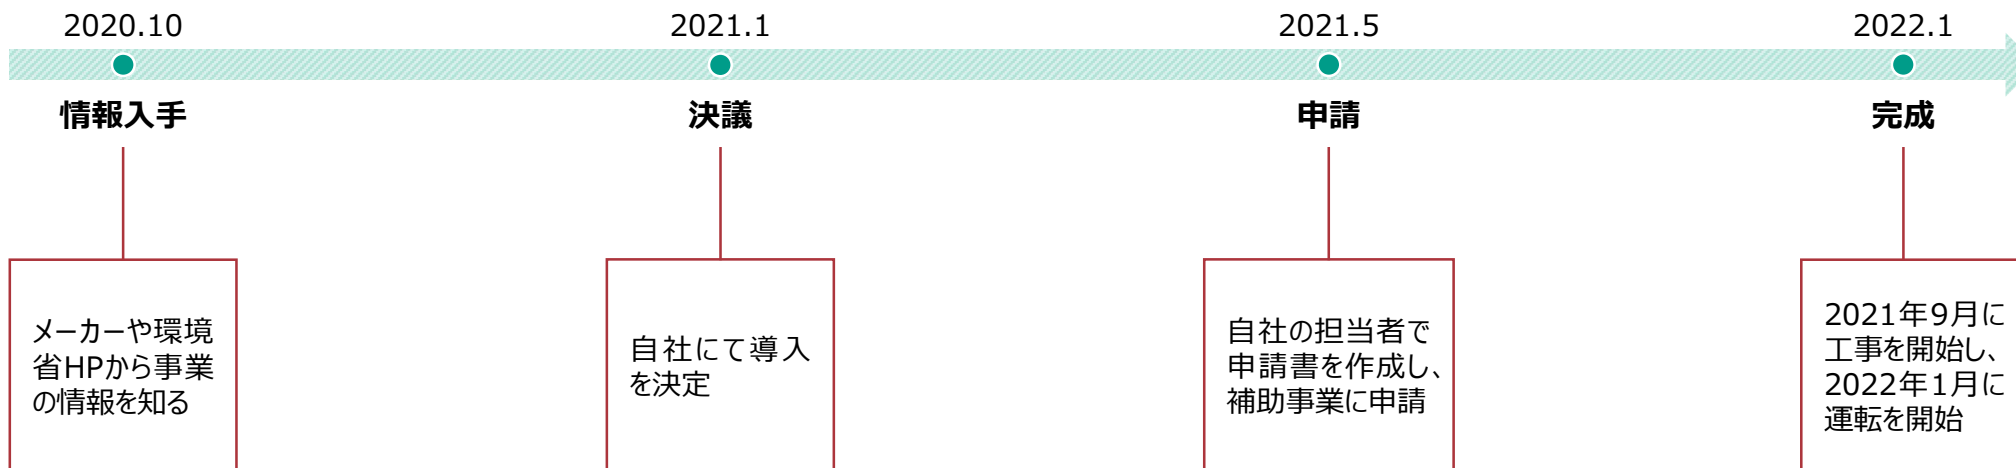 2020.10
2021.1
2021.5
2022.1
情報入手
決議
申請
完成
メーカーや環境
省HPから事業
の情報を知る
自社にて導入
を決定
自社の担当者で
申請書を作成し、
補助事業に申請
2021年9月に
工事を開始し、
2022年1月に
運転を開始